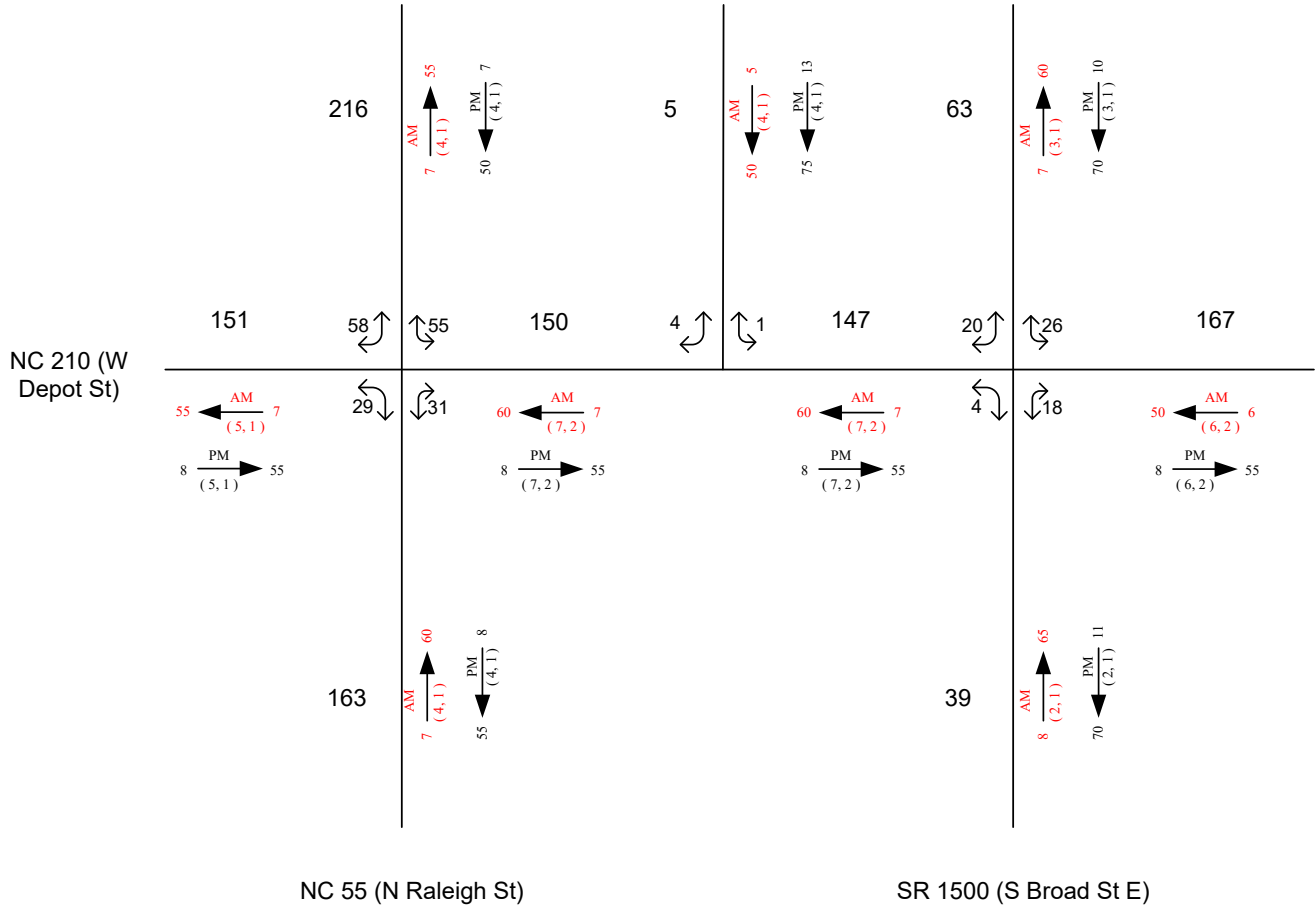 216
AM
7 ( 4, 1 ) 55
PM
7 ( 4, 1 ) 50
5
AM
5 ( 4, 1 ) 50
PM
13 ( 4, 1 ) 75
63
AM
7 ( 3, 1 ) 60
PM
10 ( 3, 1 ) 70
151
58
55
150
4
1
147
20
26
167
NC 210 (W
Depot St)
29
31
4
18
AM
55 7
( 5, 1 )
PM
8 55
( 5, 1 )
AM
60 7
( 7, 2 )
PM
8 55
( 7, 2 )
AM
60 7
( 7, 2 )
PM
8 55
( 7, 2 )
AM
50 6
( 6, 2 )
PM
8 55
( 6, 2 )
163
AM
7 ( 4, 1 ) 60
PM
8 ( 4, 1 ) 55
39
AM
8 ( 2, 1 ) 65
PM
11 ( 2, 1 ) 70
NC 55 (N Raleigh St)
SR 1500 (S Broad St E)